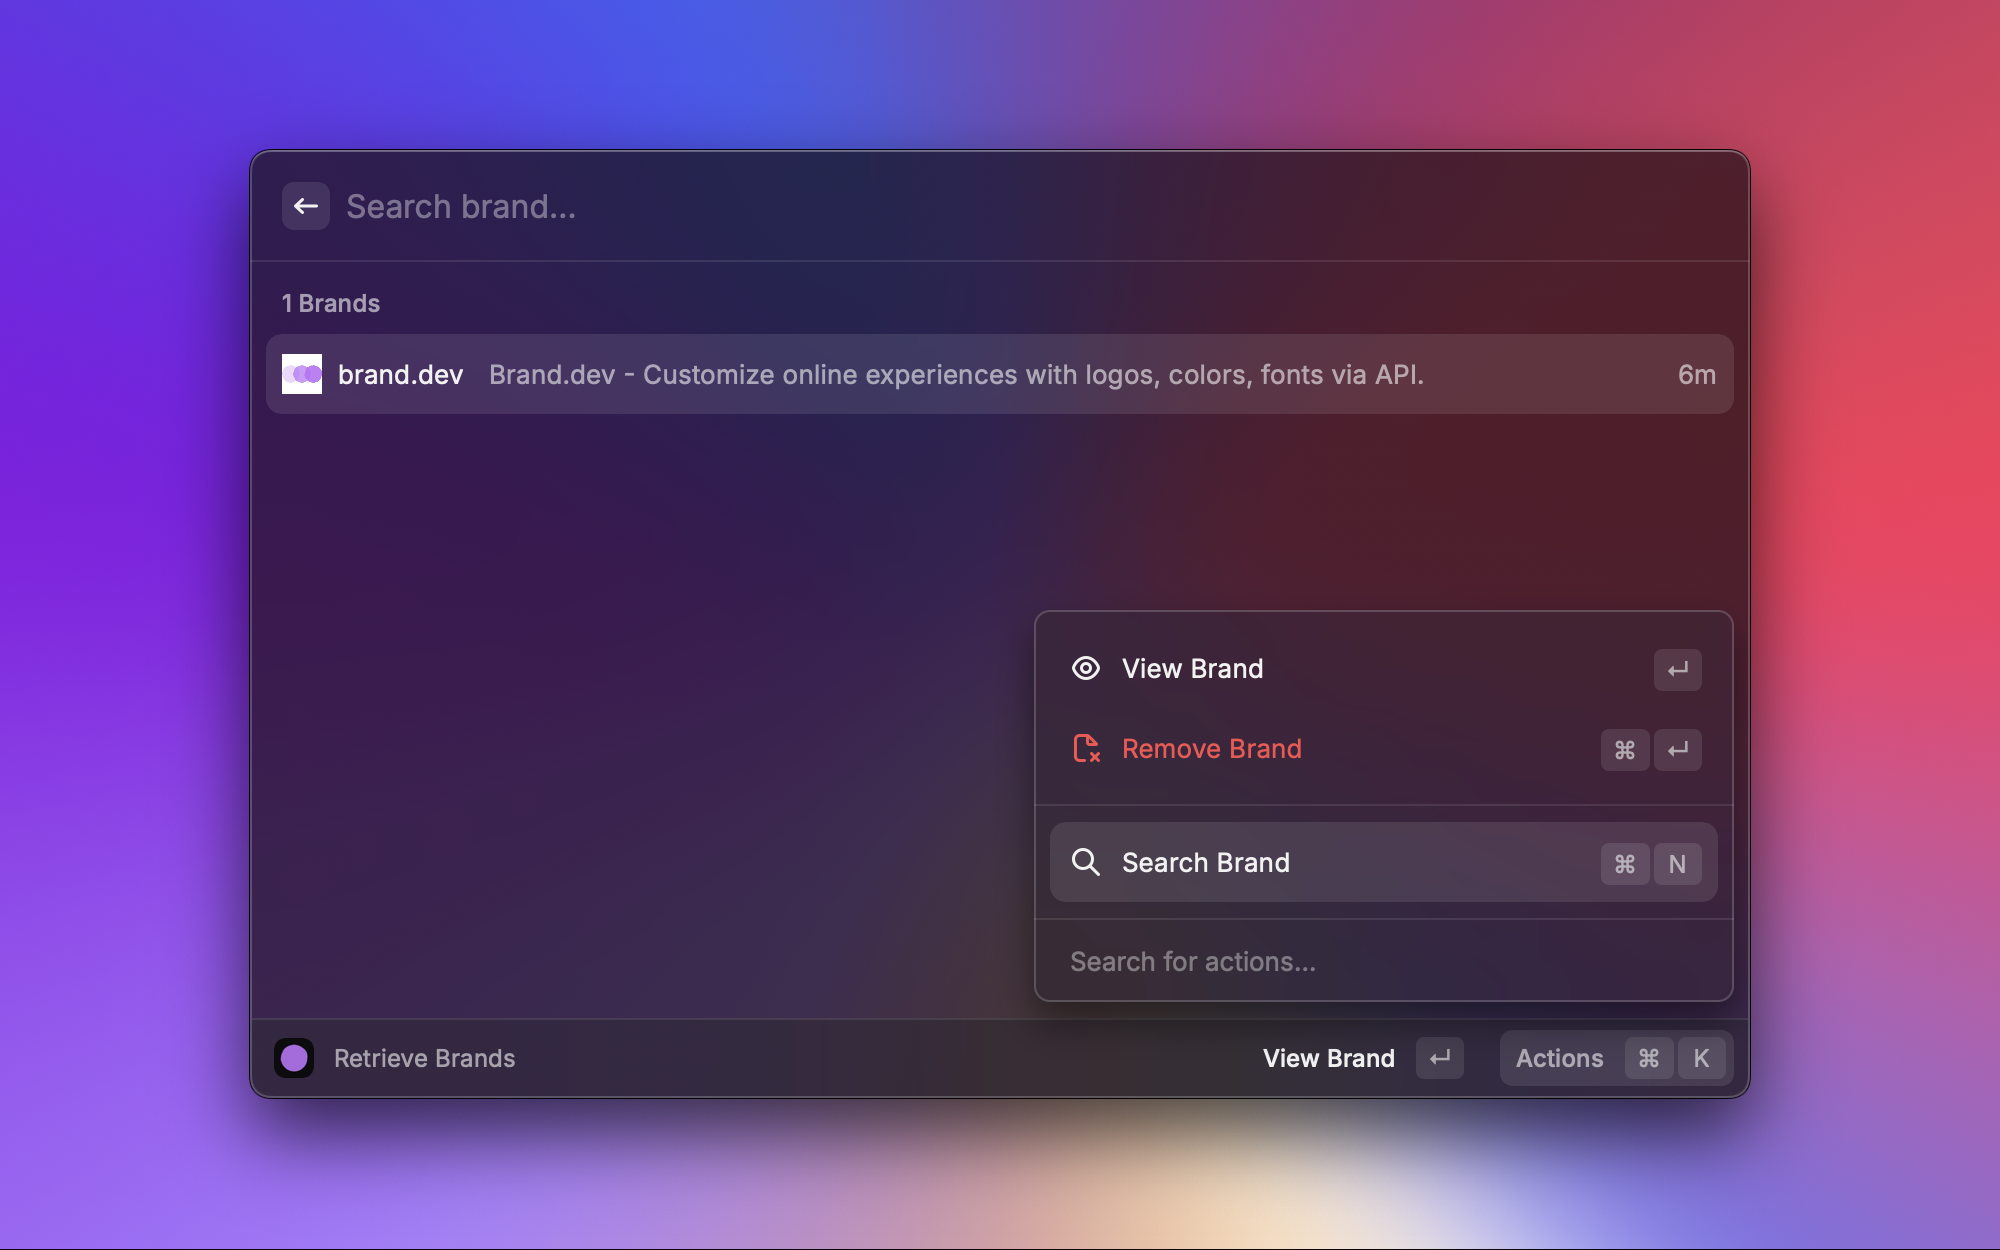 Search brand...
1 Brands
brand.dev Brand.dev - Customize online experiences with logos, colors, fonts via API. 6m
View Brand ↵
Remove Brand ⌘ ↵
Search Brand ⌘ N
Search for actions...
Retrieve Brands View Brand ↵ Actions ⌘ K